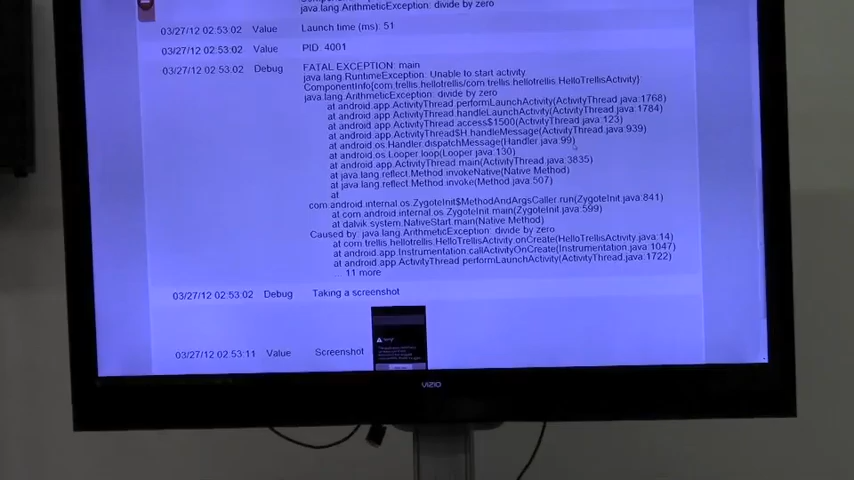 java.lang.ArithmeticException: divide by zero
03/27/12 02:53:02 Value Launch time (ms): 51
03/27/12 02:53:02 Value PID: 4001
03/27/12 02:53:02 Debug FATAL EXCEPTION: main
java.lang.RuntimeException: Unable to start activity
ComponentInfo{com.trellis.hellotrellis/com.trellis.hellotrellis.HelloTrellisActivity}:
java.lang.ArithmeticException: divide by zero
at android.app.ActivityThread.performLaunchActivity(ActivityThread.java:1768)
at android.app.ActivityThread.handleLaunchActivity(ActivityThread.java:1784)
at android.app.ActivityThread.access$1500(ActivityThread.java:123)
at android.app.ActivityThread$H.handleMessage(ActivityThread.java:939)
at android.os.Handler.dispatchMessage(Handler.java:99)
at android.os.Looper.loop(Looper.java:130)
at android.app.ActivityThread.main(ActivityThread.java:3835)
at java.lang.reflect.Method.invokeNative(Native Method)
at java.lang.reflect.Method.invoke(Method.java:507)
at
com.android.internal.os.ZygoteInit$MethodAndArgsCaller.run(ZygoteInit.java:841)
at com.android.internal.os.ZygoteInit.main(ZygoteInit.java:599)
at dalvik.system.NativeStart.main(Native Method)
Caused by: java.lang.ArithmeticException: divide by zero
at com.trellis.hellotrellis.HelloTrellisActivity.onCreate(HelloTrellisActivity.java:14)
at android.app.Instrumentation.callActivityOnCreate(Instrumentation.java:1047)
at android.app.ActivityThread.performLaunchActivity(ActivityThread.java:1722)
... 11 more
03/27/12 02:53:02 Debug Taking a screenshot
03/27/12 02:53:11 Value Screenshot
VIZIO